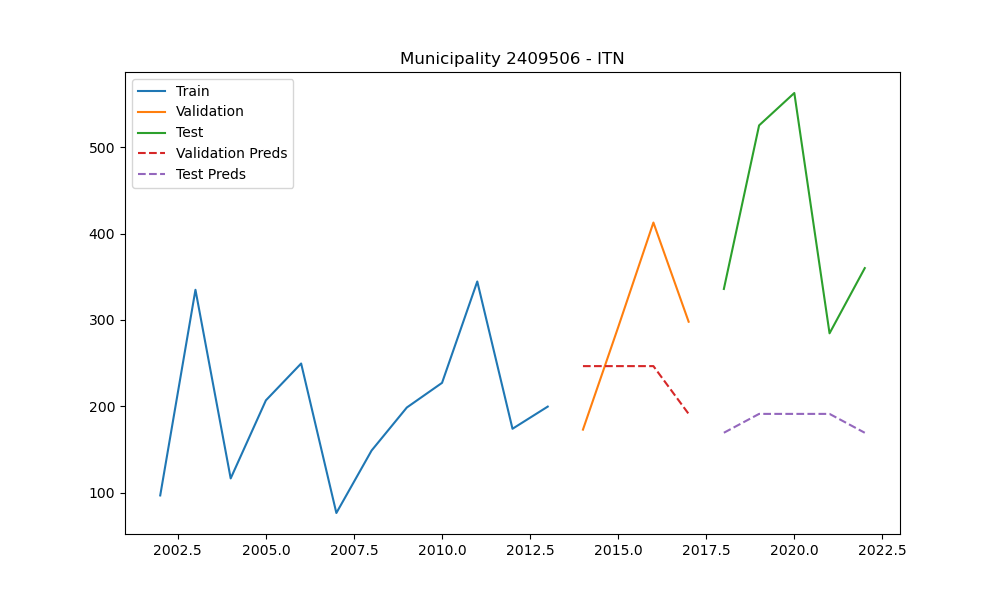 Municipality 2409506 - ITN
Train
Validation
Test
Validation Preds
Test Preds
500
400
300
200
100
2002.5 2005.0 2007.5 2010.0 2012.5 2015.0 2017.5 2020.0 2022.5